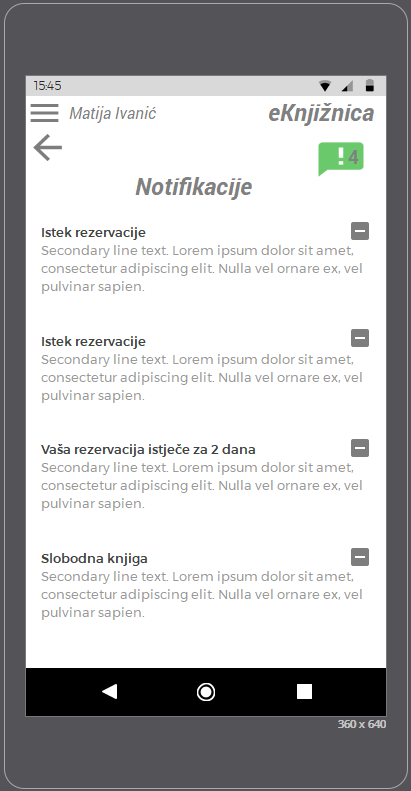 15:45
Matija Ivanić
eKnjižnica
! 4
Notifikacije
Istek rezervacije
Secondary line text. Lorem ipsum dolor sit amet,
consectetur adipiscing elit. Nulla vel ornare ex, vel
pulvinar sapien.
Istek rezervacije
Secondary line text. Lorem ipsum dolor sit amet,
consectetur adipiscing elit. Nulla vel ornare ex, vel
pulvinar sapien.
Vaša rezervacija istječe za 2 dana
Secondary line text. Lorem ipsum dolor sit amet,
consectetur adipiscing elit. Nulla vel ornare ex, vel
pulvinar sapien.
Slobodna knjiga
Secondary line text. Lorem ipsum dolor sit amet,
consectetur adipiscing elit. Nulla vel ornare ex, vel
pulvinar sapien.
360 x 640